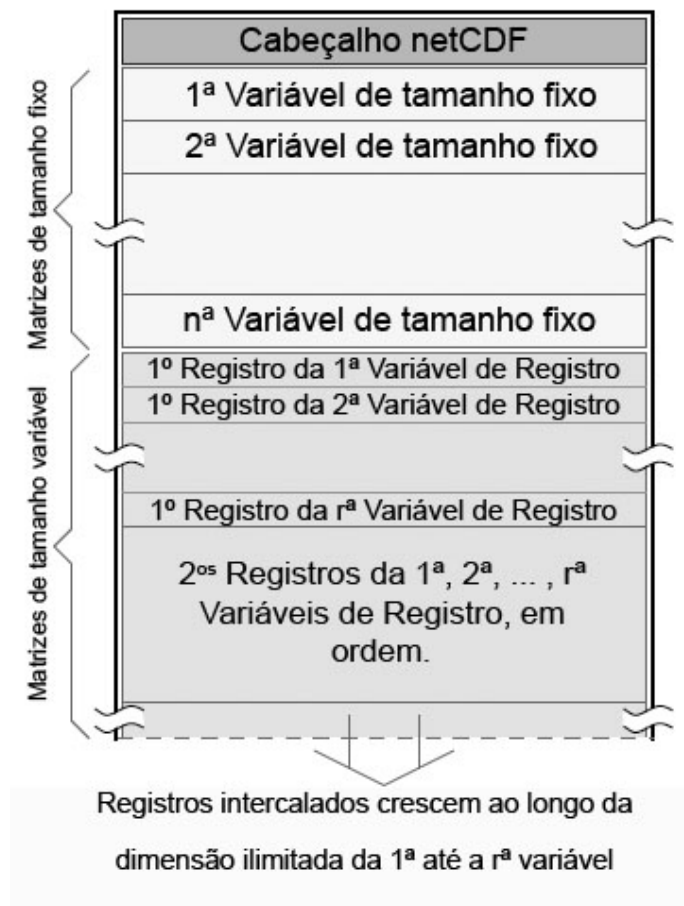 Cabeçalho netCDF
Matrizes de tamanho fixo
1ª Variável de tamanho fixo
2ª Variável de tamanho fixo
nª Variável de tamanho fixo
Matrizes de tamanho variável
1º Registro da 1ª Variável de Registro
1º Registro da 2ª Variável de Registro
1º Registro da rª Variável de Registro
2ºˢ Registros da 1ª, 2ª, ... , rª
Variáveis de Registro, em
ordem.
Registros intercalados crescem ao longo da
dimensão ilimitada da 1ª até a rª variável